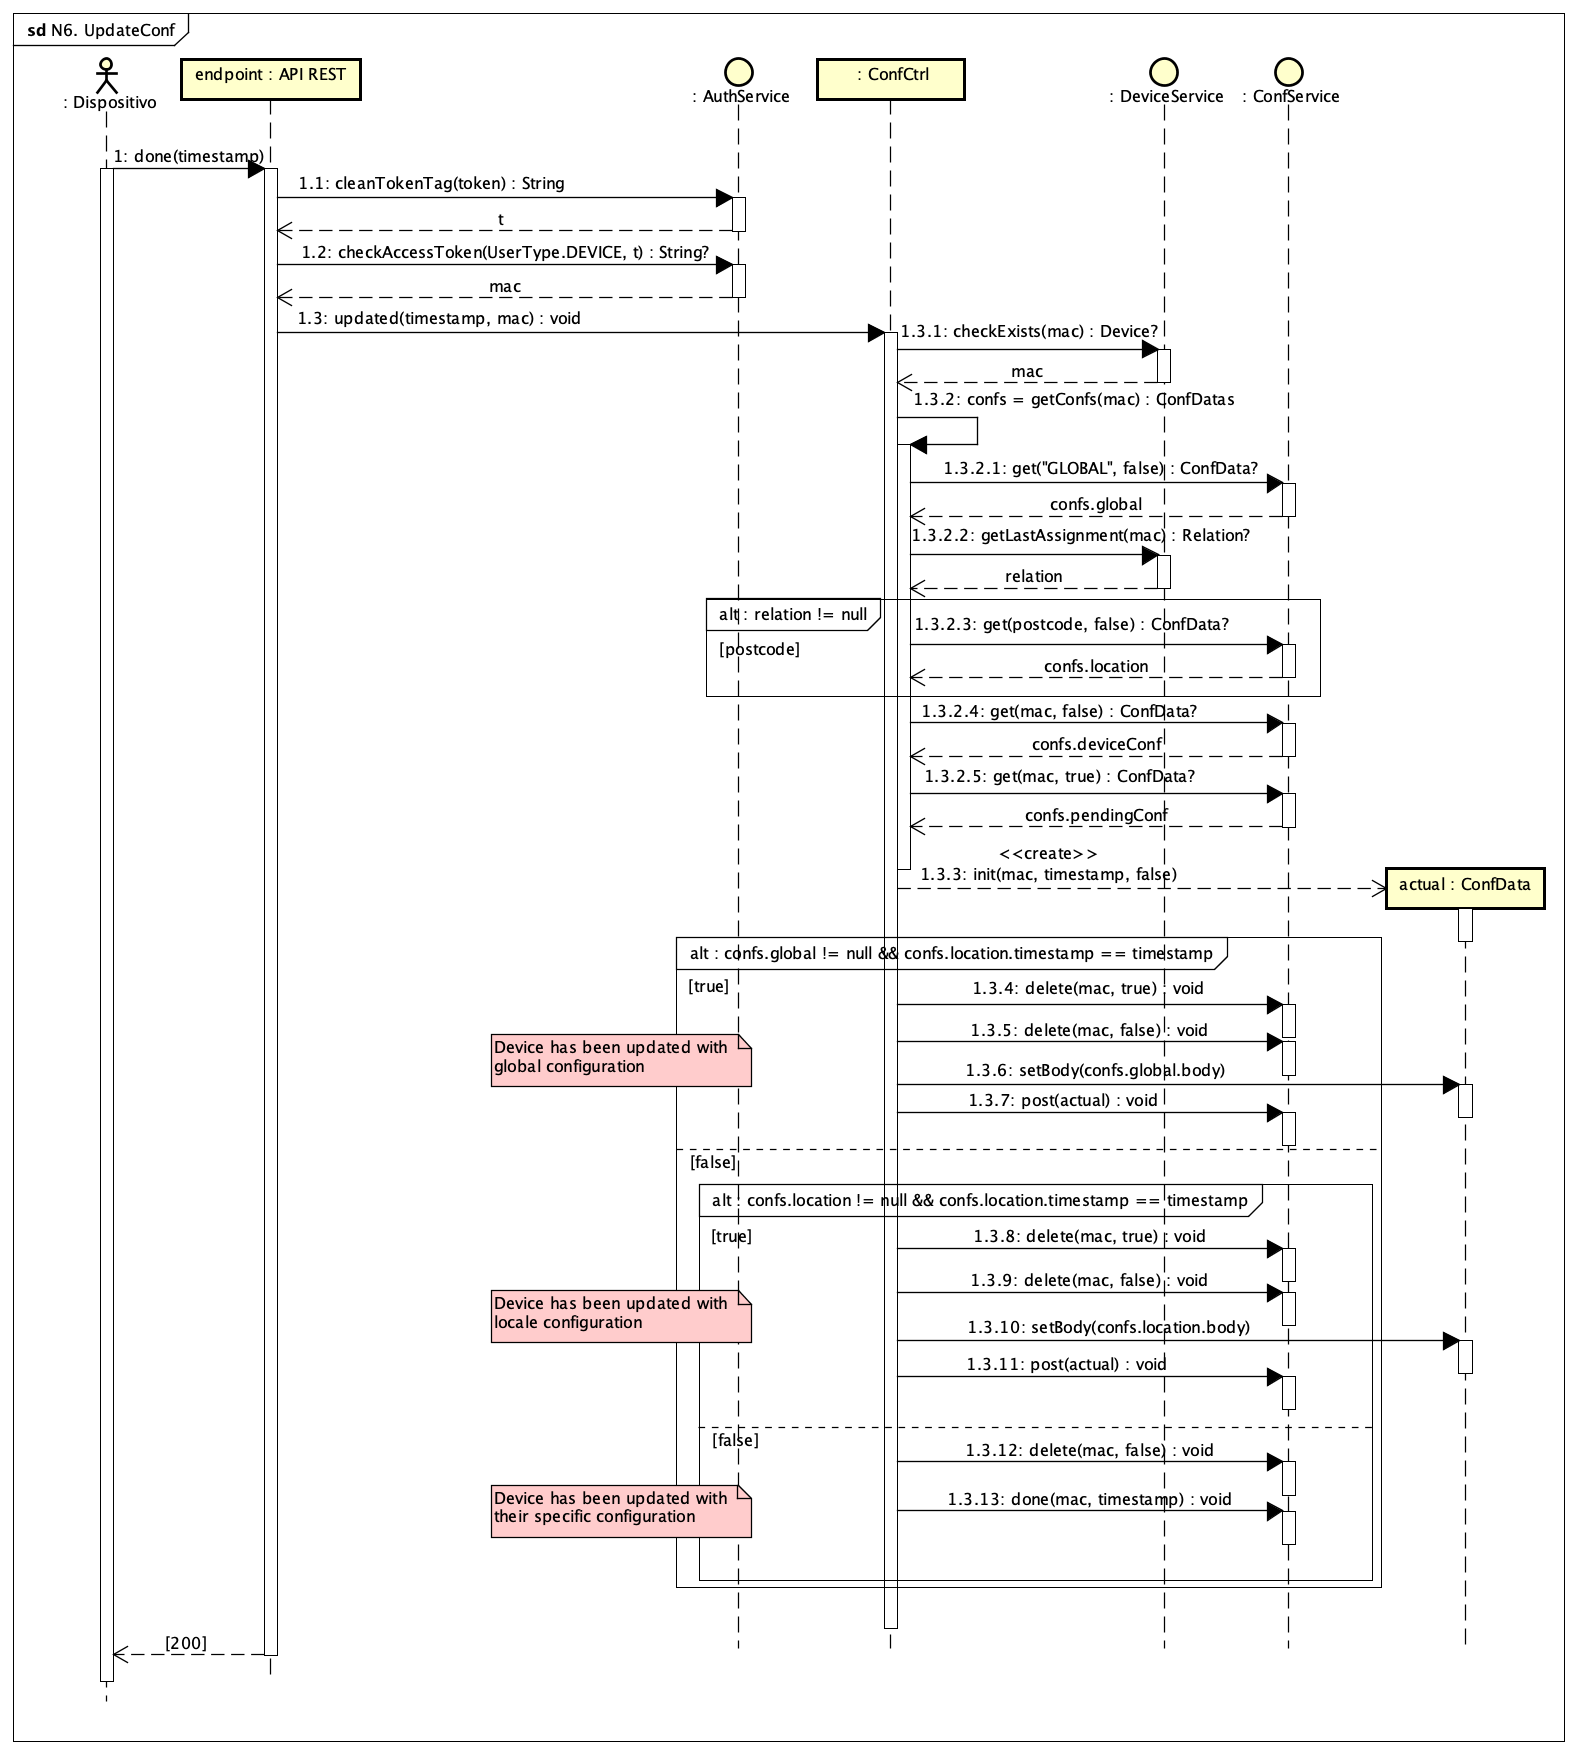 sd N6. UpdateConf
: Dispositivo
endpoint : API REST
: AuthService
: ConfCtrl
: DeviceService
: ConfService
1: done(timestamp)
1.1: cleanTokenTag(token) : String
t
1.2: checkAccessToken(UserType.DEVICE, t) : String?
mac
1.3: updated(timestamp, mac) : void
1.3.1: checkExists(mac) : Device?
mac
1.3.2: confs = getConfs(mac) : ConfDatas
1.3.2.1: get("GLOBAL", false) : ConfData?
confs.global
1.3.2.2: getLastAssignment(mac) : Relation?
relation
alt : relation != null
1.3.2.3: get(postcode, false) : ConfData?
[postcode]
confs.location
1.3.2.4: get(mac, false) : ConfData?
confs.deviceConf
1.3.2.5: get(mac, true) : ConfData?
confs.pendingConf
<<create>>
1.3.3: init(mac, timestamp, false)
actual : ConfData
alt : confs.global != null && confs.location.timestamp == timestamp
[true]
1.3.4: delete(mac, true) : void
1.3.5: delete(mac, false) : void
Device has been updated with
global configuration
1.3.6: setBody(confs.global.body)
1.3.7: post(actual) : void
[false]
alt : confs.location != null && confs.location.timestamp == timestamp
[true]
1.3.8: delete(mac, true) : void
1.3.9: delete(mac, false) : void
Device has been updated with
locale configuration
1.3.10: setBody(confs.location.body)
1.3.11: post(actual) : void
[false]
1.3.12: delete(mac, false) : void
Device has been updated with
their specific configuration
1.3.13: done(mac, timestamp) : void
[200]